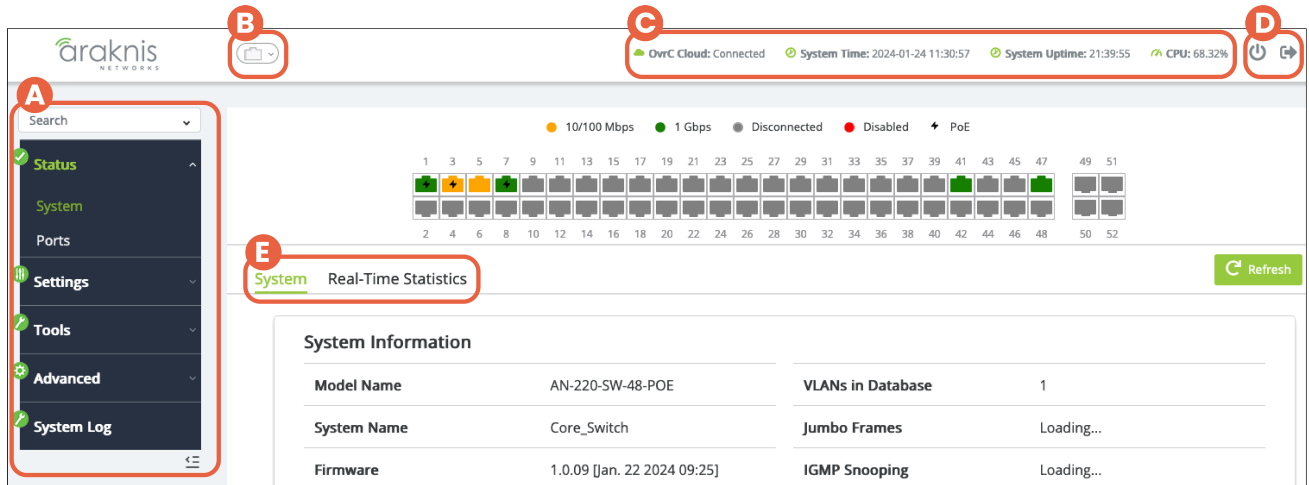 B
C
D
araknis
NETWORKS
OvrC Cloud: Connected System Time: 2024-01-24 11:30:57 System Uptime: 21:39:55 CPU: 68.32%
A
Search
10/100 Mbps 1 Gbps Disconnected Disabled PoE
Status
1 3 5 7 9 11 13 15 17 19 21 23 25 27 29 31 33 35 37 39 41 43 45 47 49 51
System
Ports
2 4 6 8 10 12 14 16 18 20 22 24 26 28 30 32 34 36 38 40 42 44 46 48 50 52
E
System Real-Time Statistics
Refresh
Settings
Tools
Advanced
System Log
System Information
Model Name AN-220-SW-48-POE VLANs in Database 1
System Name Core_Switch Jumbo Frames Loading...
Firmware 1.0.09 [Jan. 22 2024 09:25] IGMP Snooping Loading...